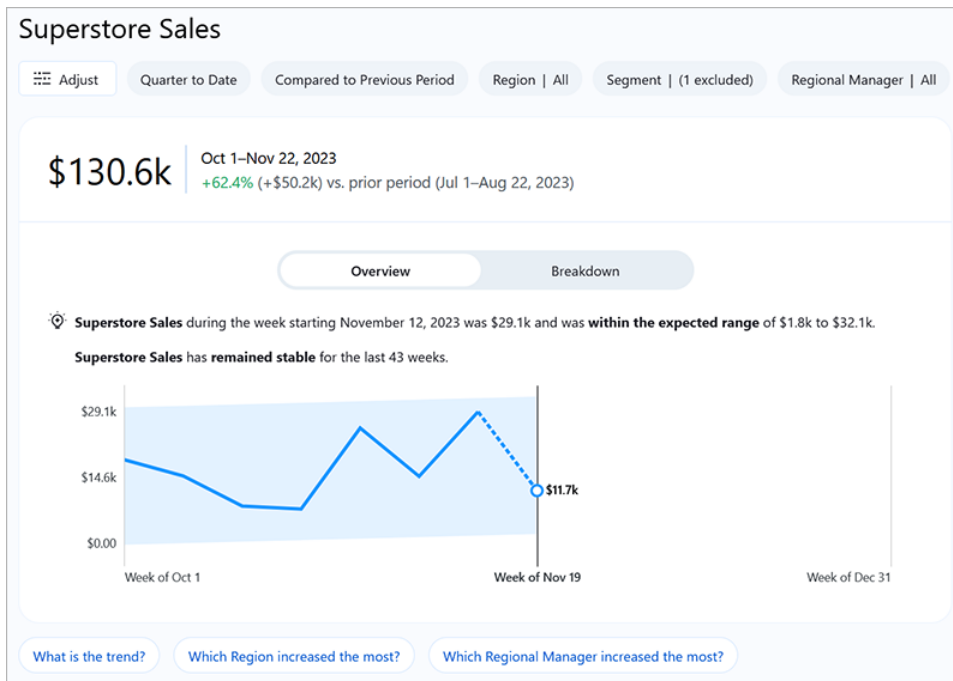 Superstore Sales
Adjust
Quarter to Date
Compared to Previous Period
Region | All
Segment | (1 excluded)
Regional Manager | All
$130.6k
Oct 1–Nov 22, 2023
+62.4% (+$50.2k) vs. prior period (Jul 1–Aug 22, 2023)
Overview
Breakdown
Superstore Sales during the week starting November 12, 2023 was $29.1k and was within the expected range of $1.8k to $32.1k.
Superstore Sales has remained stable for the last 43 weeks.
$29.1k
$14.6k
$0.00
$11.7k
Week of Oct 1
Week of Nov 19
Week of Dec 31
What is the trend?
Which Region increased the most?
Which Regional Manager increased the most?